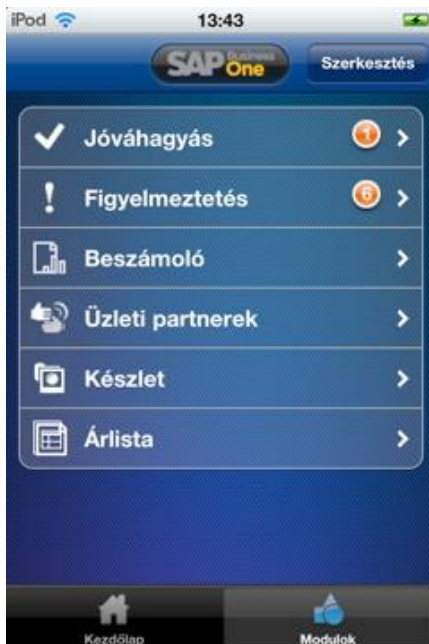 iPod 13:43
SAP Business One Szerkesztés
Jóváhagyás 1
Figyelmeztetés 6
Beszámoló
Üzleti partnerek
Készlet
Árlista
Kezdőlap Modulok